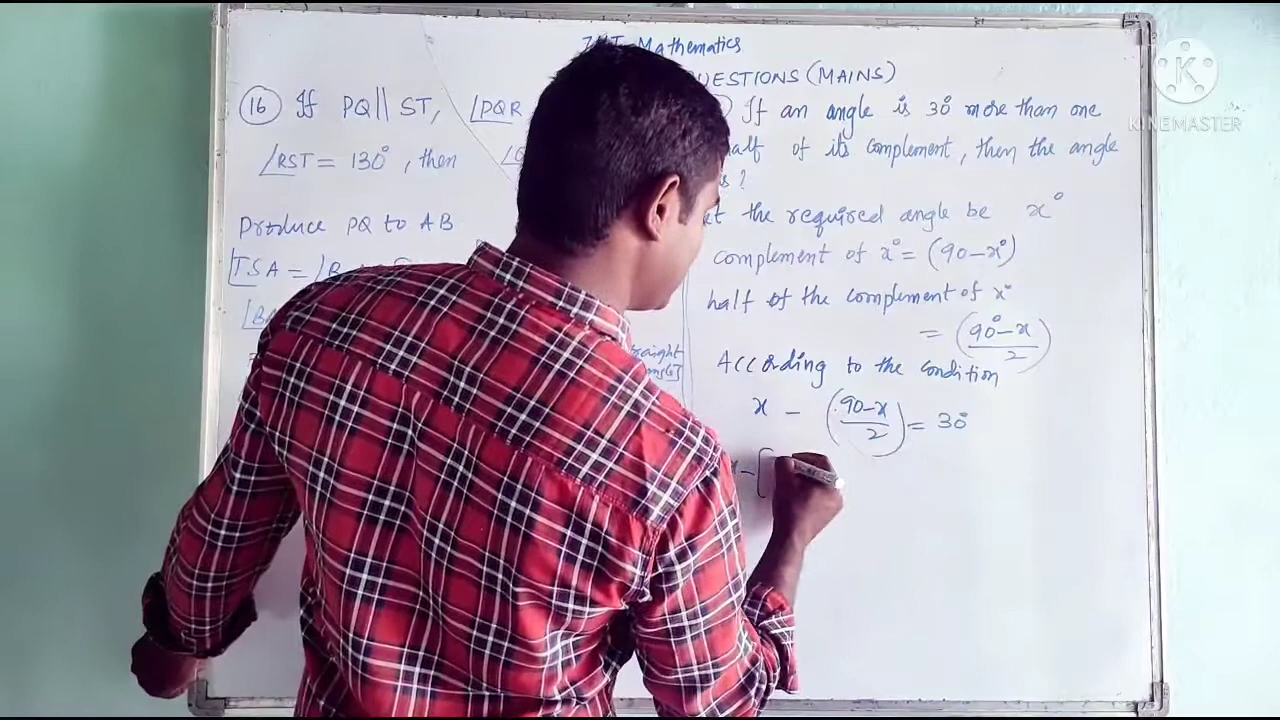 Mathematics
QUESTIONS (MAINS)
16 If PQ || ST, ∠PQR
∠RST = 130°, then
Produce PQ to AB
∠TSA =
If an angle is 30° more than one
half of its complement, then the angle
is?
Let the required angle be x°
complement of x° = (90-x°)
half of the complement of x°
= (90°-x/2)
According to the condition
x - (90-x/2) = 30°
x - [
K
KINEMASTER